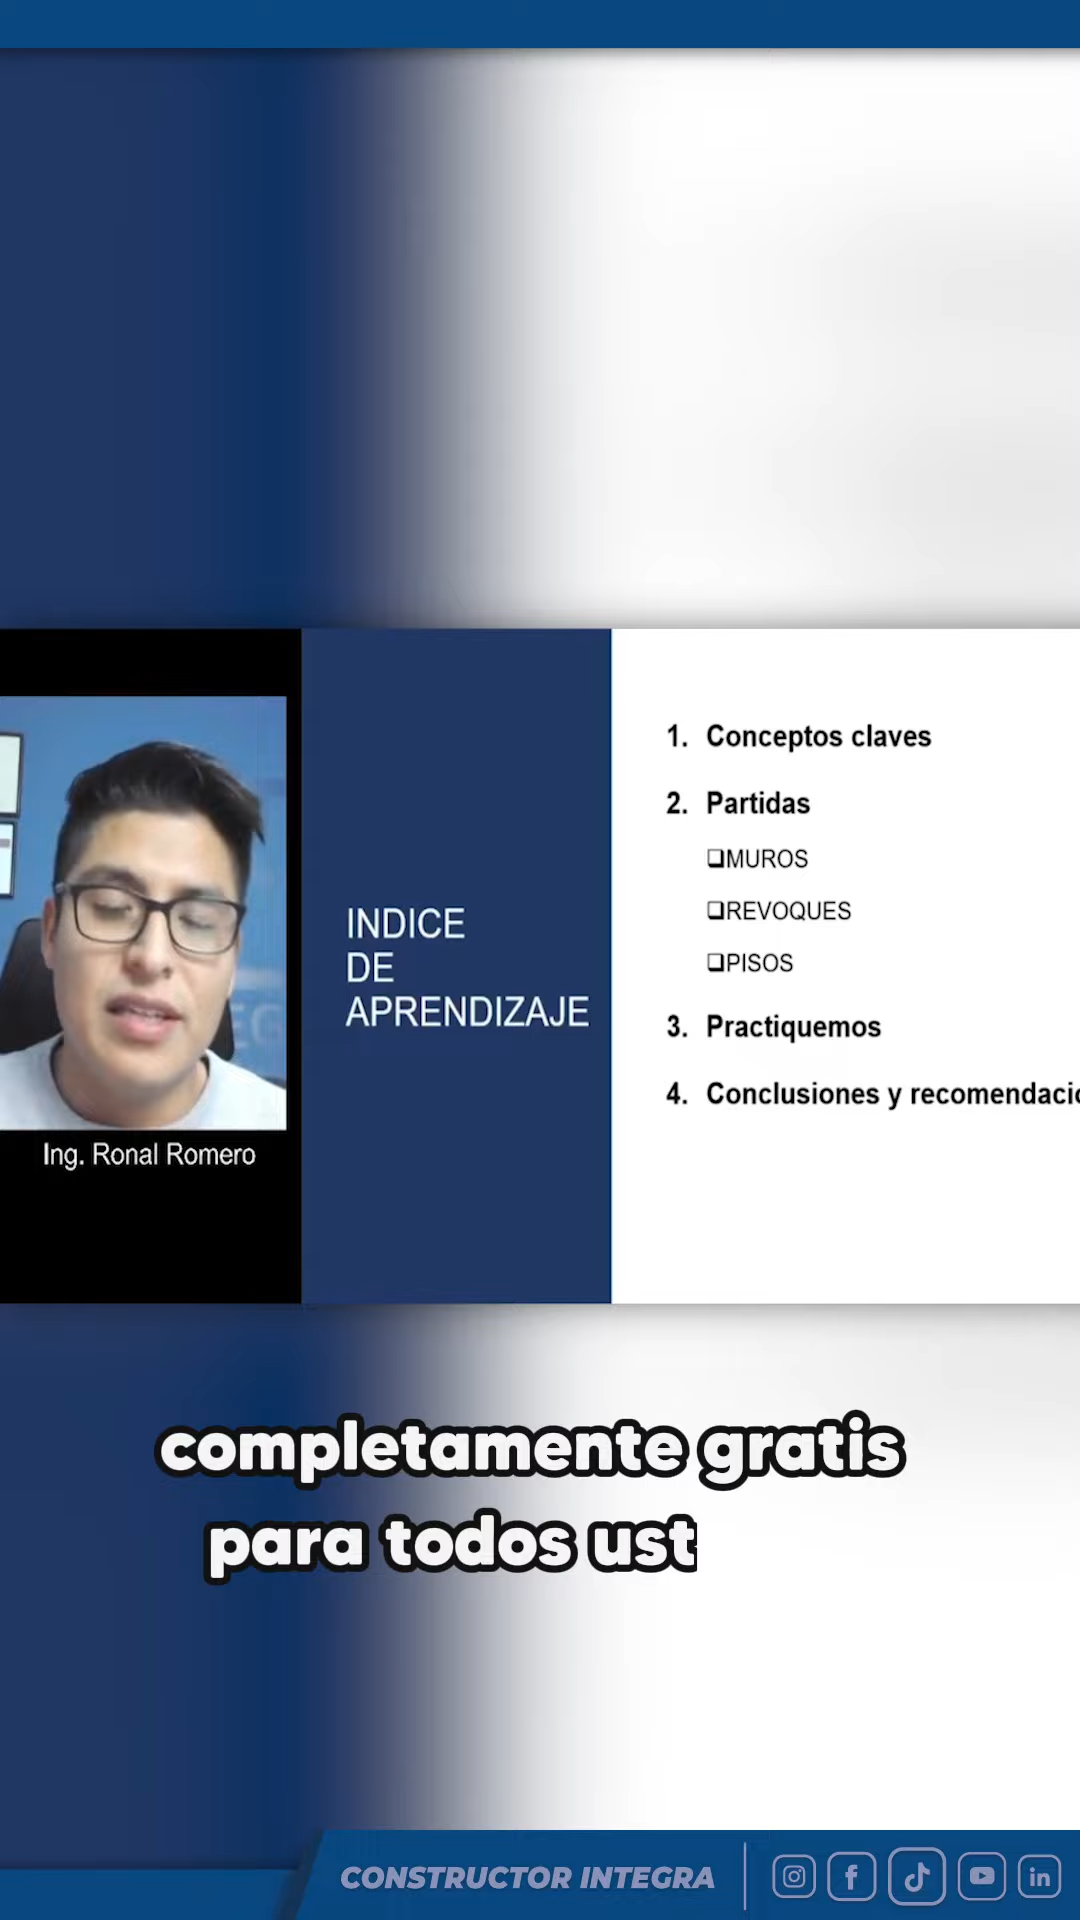 1. Conceptos claves
2. Partidas
❑MUROS
❑REVOQUES
❑PISOS
3. Practiquemos
4. Conclusiones y recomendacio
INDICE
DE
APRENDIZAJE
Ing. Ronal Romero
completamente gratis
para todos ust
CONSTRUCTOR INTEGRA